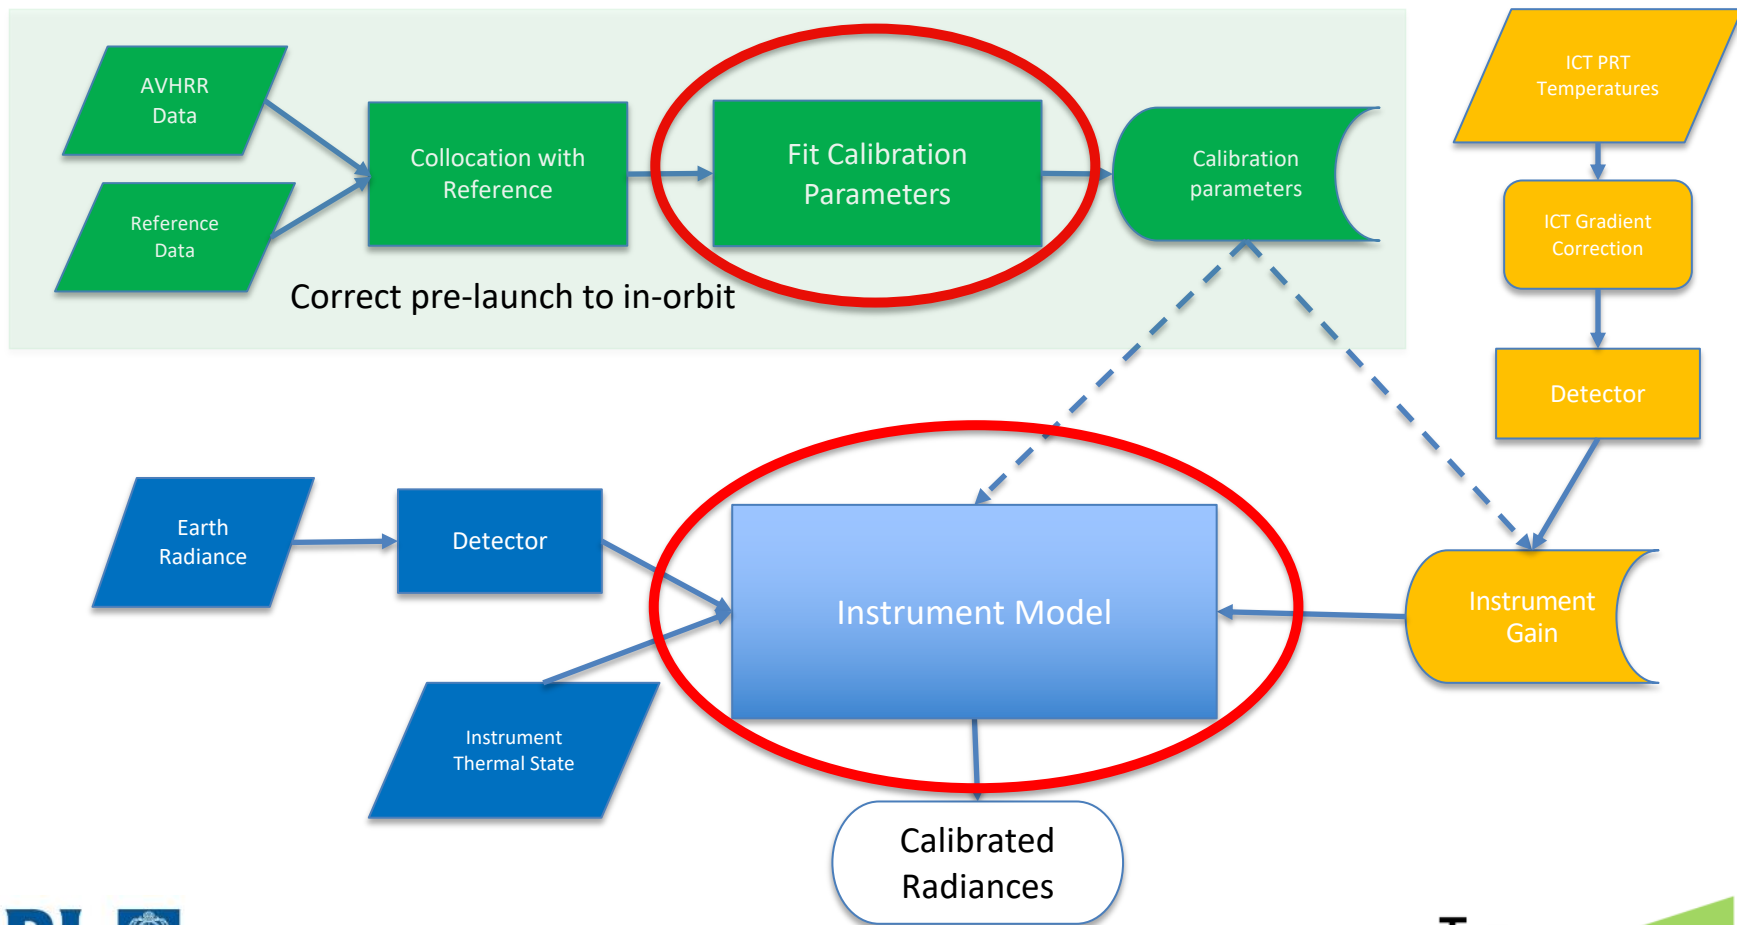 AVHRR
Data
Reference
Data
Collocation with
Reference
Fit Calibration
Parameters
Calibration
parameters
Correct pre-launch to in-orbit
ICT PRT
Temperatures
ICT Gradient
Correction
Detector
Earth
Radiance
Detector
Instrument
Thermal State
Instrument Model
Instrument
Gain
Calibrated
Radiances